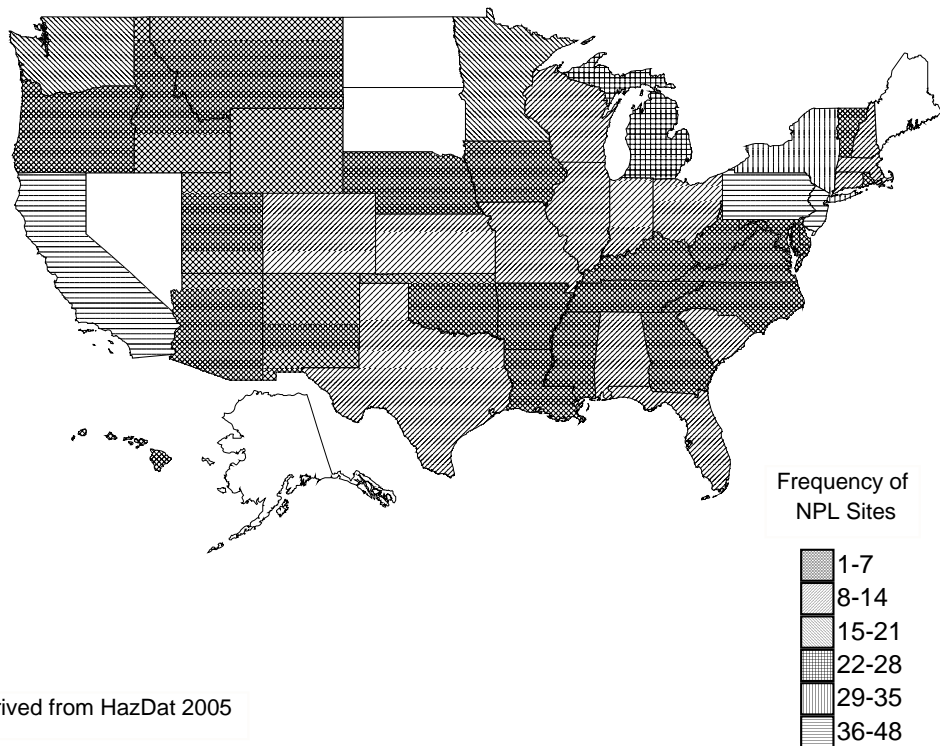 Frequency of
NPL Sites
1-7
8-14
15-21
22-28
29-35
36-48
rived from HazDat 2005